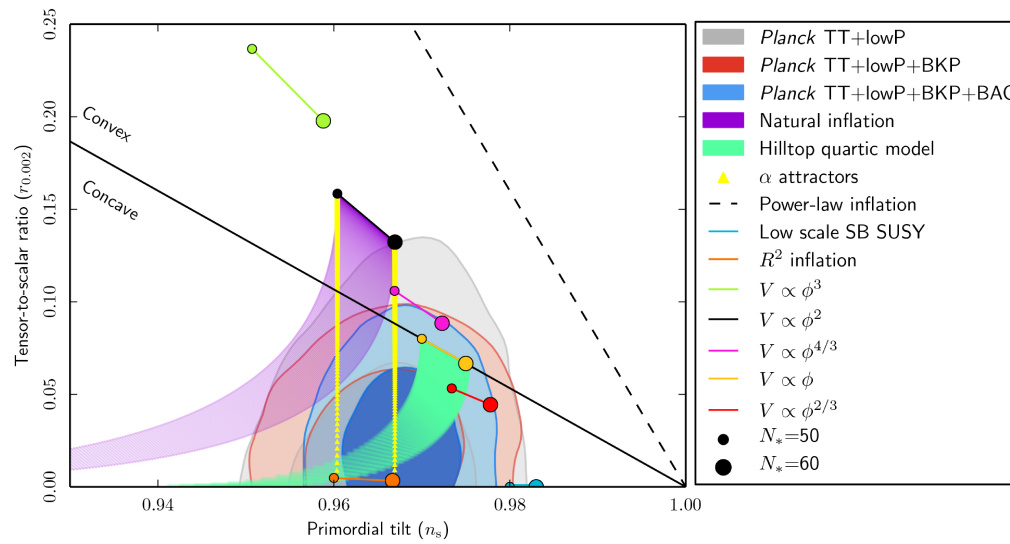 Tensor-to-scalar ratio (r0.002)
0.25
0.20
0.15
0.10
0.05
0.00
Convex
Concave
0.94
0.96
0.98
1.00
Primordial tilt (ns)
Planck TT+lowP
Planck TT+lowP+BKP
Planck TT+lowP+BKP+BAO
Natural inflation
Hilltop quartic model
α attractors
Power-law inflation
Low scale SB SUSY
R² inflation
V ∝ ϕ³
V ∝ ϕ²
V ∝ ϕ^4/3
V ∝ ϕ
V ∝ ϕ^2/3
N*=50
N*=60